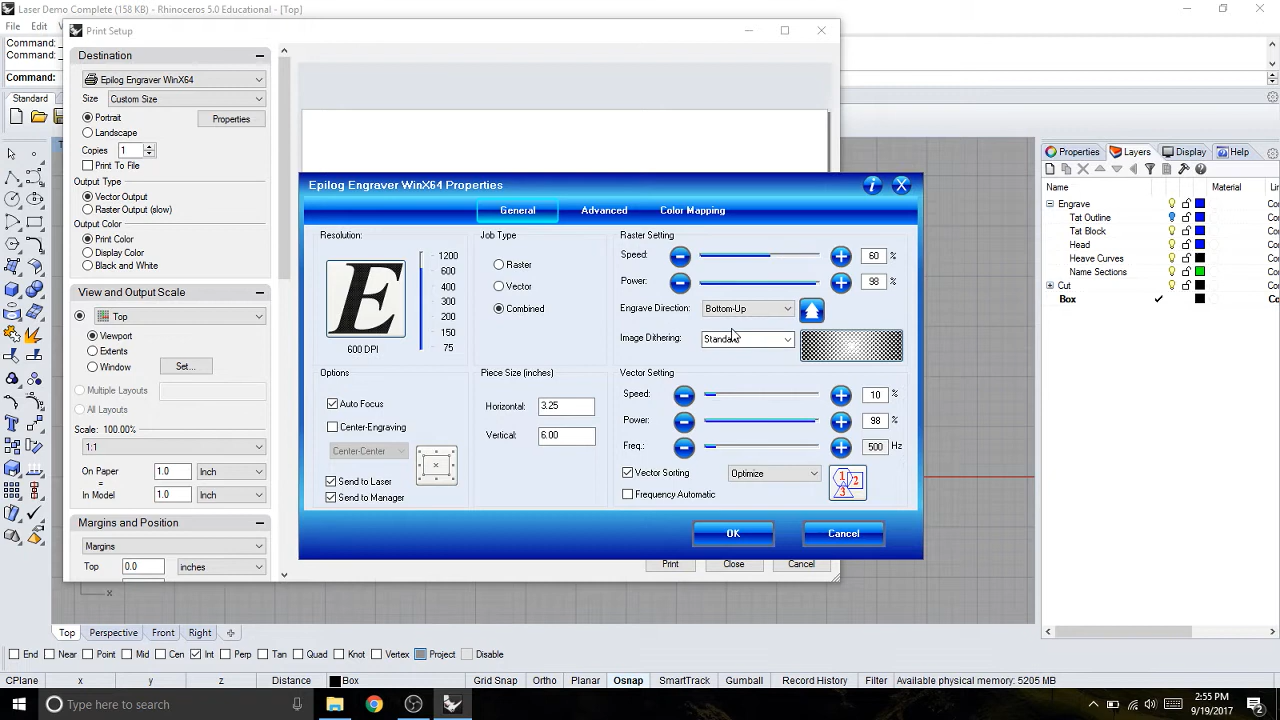 Laser Demo Complete (158 KB) - Rhinoceros 5.0 Educational - [Top]
File Edit
Command:
Command:
Command:
Standard
Print Setup
Destination
Epilog Engraver WinX64
Size Custom Size
Portrait Properties
Landscape
Copies 1
Print To File
Output Type
Vector Output
Raster Output (slow)
Output Color
Print Color
Display Color
Black and White
View and Output Scale
Top
Viewport
Extents
Window Set...
Multiple Layouts
All Layouts
Scale: 100.00%
1:1
On Paper 1.0 Inch
=
In Model 1.0 Inch
Margins and Position
Margins
Top 0.0 inches
Print Close Cancel
Epilog Engraver WinX64 Properties
General Advanced Color Mapping
Resolution:
1200
600
400
300
200
150
75
E
600 DPI
Job Type
Raster
Vector
Combined
Raster Setting
Speed: 60 %
Power: 98 %
Engrave Direction: Bottom-Up
Image Dithering: Standard
Options
Auto Focus
Center-Engraving
Center-Center
Send to Laser
Send to Manager
Piece Size (inches)
Horizontal: 3.25
Vertical: 6.00
Vector Setting
Speed: 10 %
Power: 98 %
Freq.: 500 Hz
Vector Sorting Optimize
1 2 3
Frequency Automatic
OK Cancel
Properties Layers Display Help
Name Material
Engrave
Tat Outline
Tat Block
Head
Heave Curves
Name Sections
Cut
Box
x
Top Perspective Front Right
End Near Point Mid Cen Int Perp Tan Quad Knot Vertex Project Disable
CPlane x y z Distance Box Grid Snap Ortho Planar Osnap SmartTrack Gumball Record History Filter Available physical memory: 5205 MB
Type here to search
2:55 PM
9/19/2017